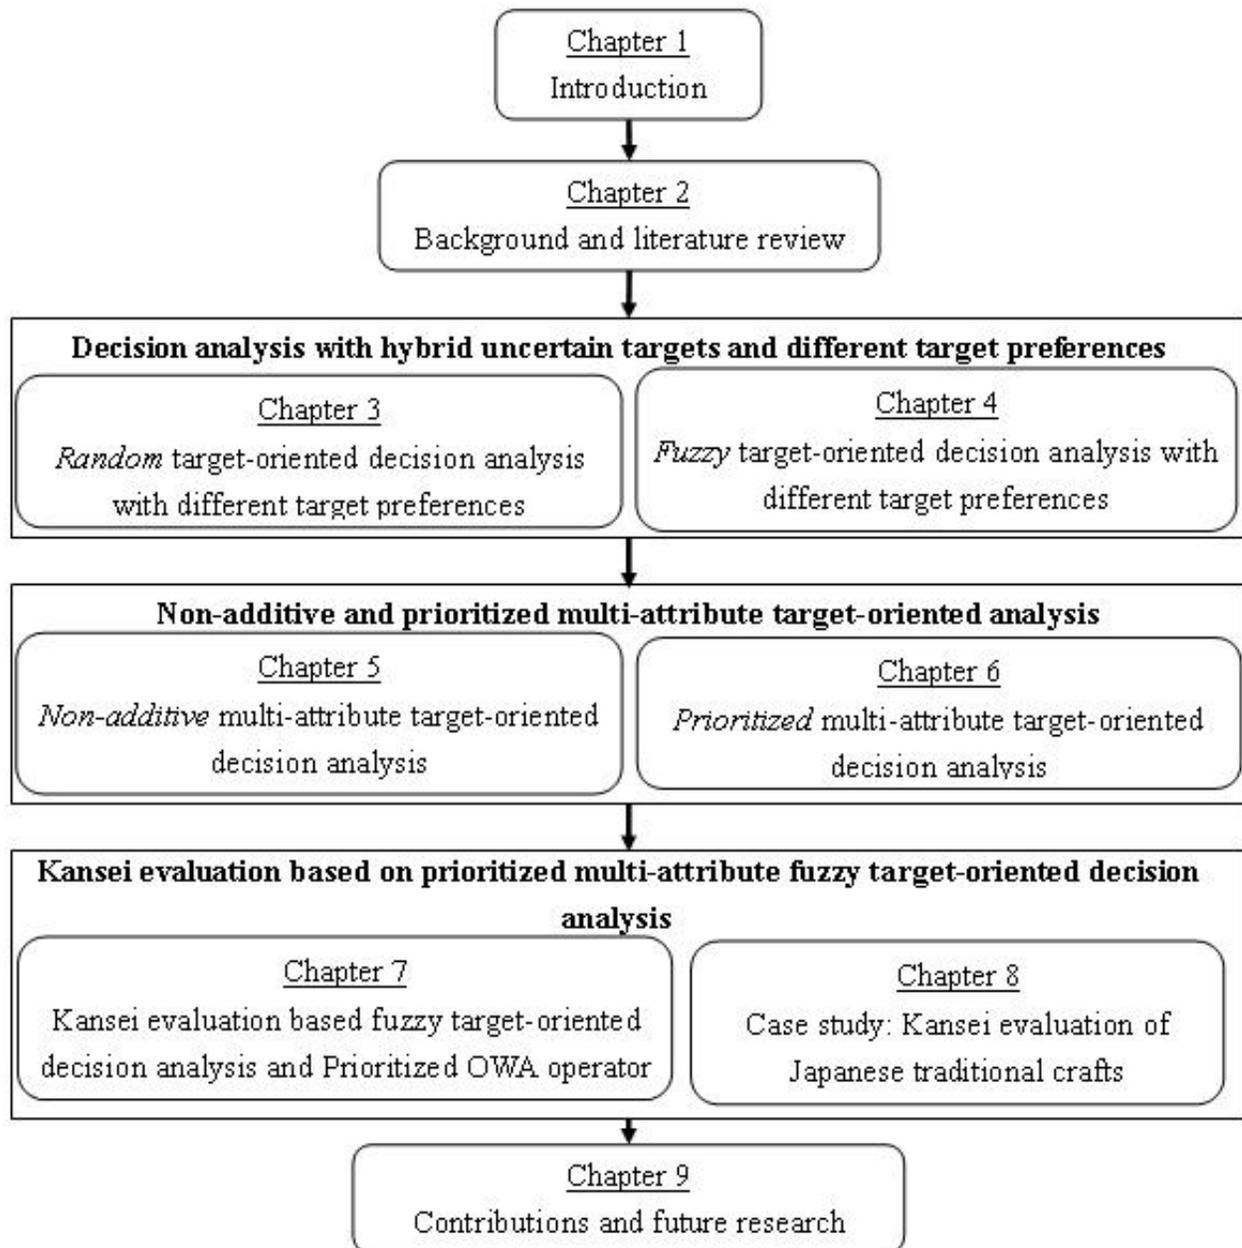 Chapter 1
Introduction
Chapter 2
Background and literature review
Decision analysis with hybrid uncertain targets and different target preferences
Chapter 3
Random target-oriented decision analysis
with different target preferences
Chapter 4
Fuzzy target-oriented decision analysis with
different target preferences
Non-additive and prioritized multi-attribute target-oriented analysis
Chapter 5
Non-additive multi-attribute target-oriented
decision analysis
Chapter 6
Prioritized multi-attribute target-oriented
decision analysis
Kansei evaluation based on prioritized multi-attribute fuzzy target-oriented decision
analysis
Chapter 7
Kansei evaluation based fuzzy target-oriented
decision analysis and Prioritized OWA operator
Chapter 8
Case study: Kansei evaluation of
Japanese traditional crafts
Chapter 9
Contributions and future research